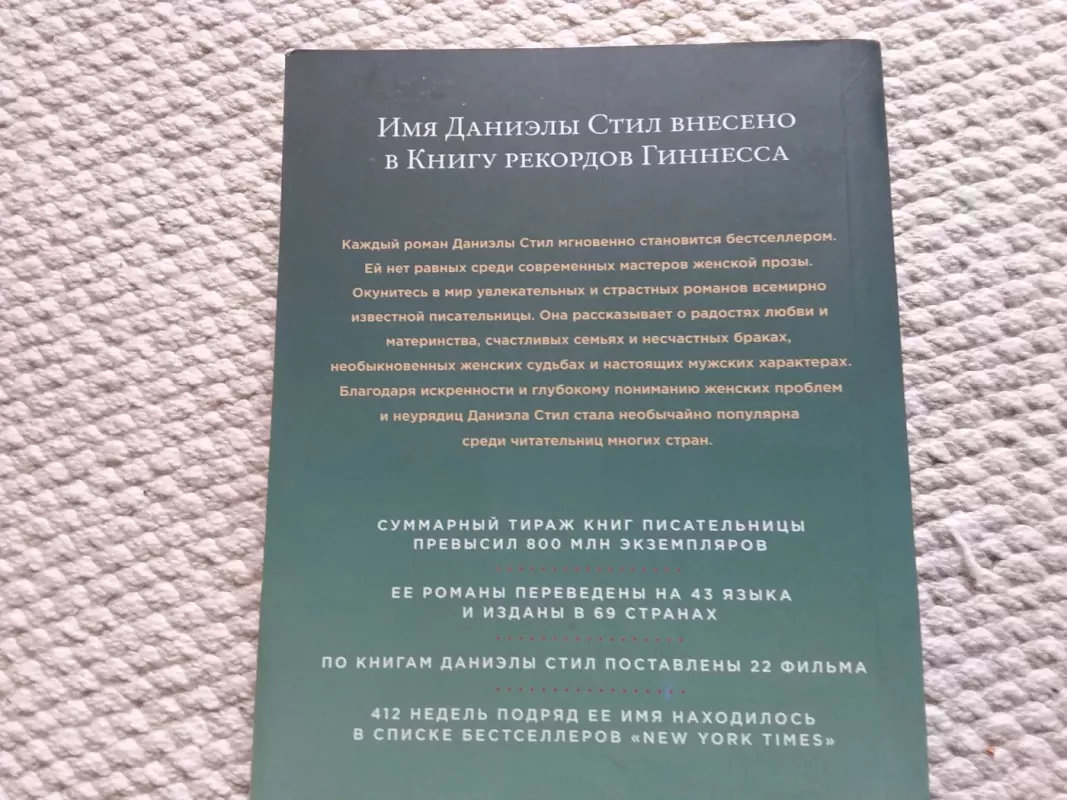 Имя Даниэлы Стил внесено
в Книгу рекордов Гиннесса
Каждый роман Даниэлы Стил мгновенно становится бестселлером.
Ей нет равных среди современных мастеров женской прозы.
Окунитесь в мир увлекательных и страстных романов всемирно
известной писательницы. Она рассказывает о радостях любви и
материнства, счастливых семьях и несчастных браках,
необыкновенных женских судьбах и настоящих мужских характерах.
Благодаря искренности и глубокому пониманию женских проблем
и неурядиц Даниэла Стил стала необычайно популярна
среди читательниц многих стран.
СУММАРНЫЙ ТИРАЖ КНИГ ПИСАТЕЛЬНИЦЫ
ПРЕВЫСИЛ 800 МЛН ЭКЗЕМПЛЯРОВ
ЕЕ РОМАНЫ ПЕРЕВЕДЕНЫ НА 43 ЯЗЫКА
И ИЗДАНЫ В 69 СТРАНАХ
ПО КНИГАМ ДАНИЭЛЫ СТИЛ ПОСТАВЛЕНЫ 22 ФИЛЬМА
412 НЕДЕЛЬ ПОДРЯД ЕЕ ИМЯ НАХОДИЛОСЬ
В СПИСКЕ БЕСТСЕЛЛЕРОВ «NEW YORK TIMES»